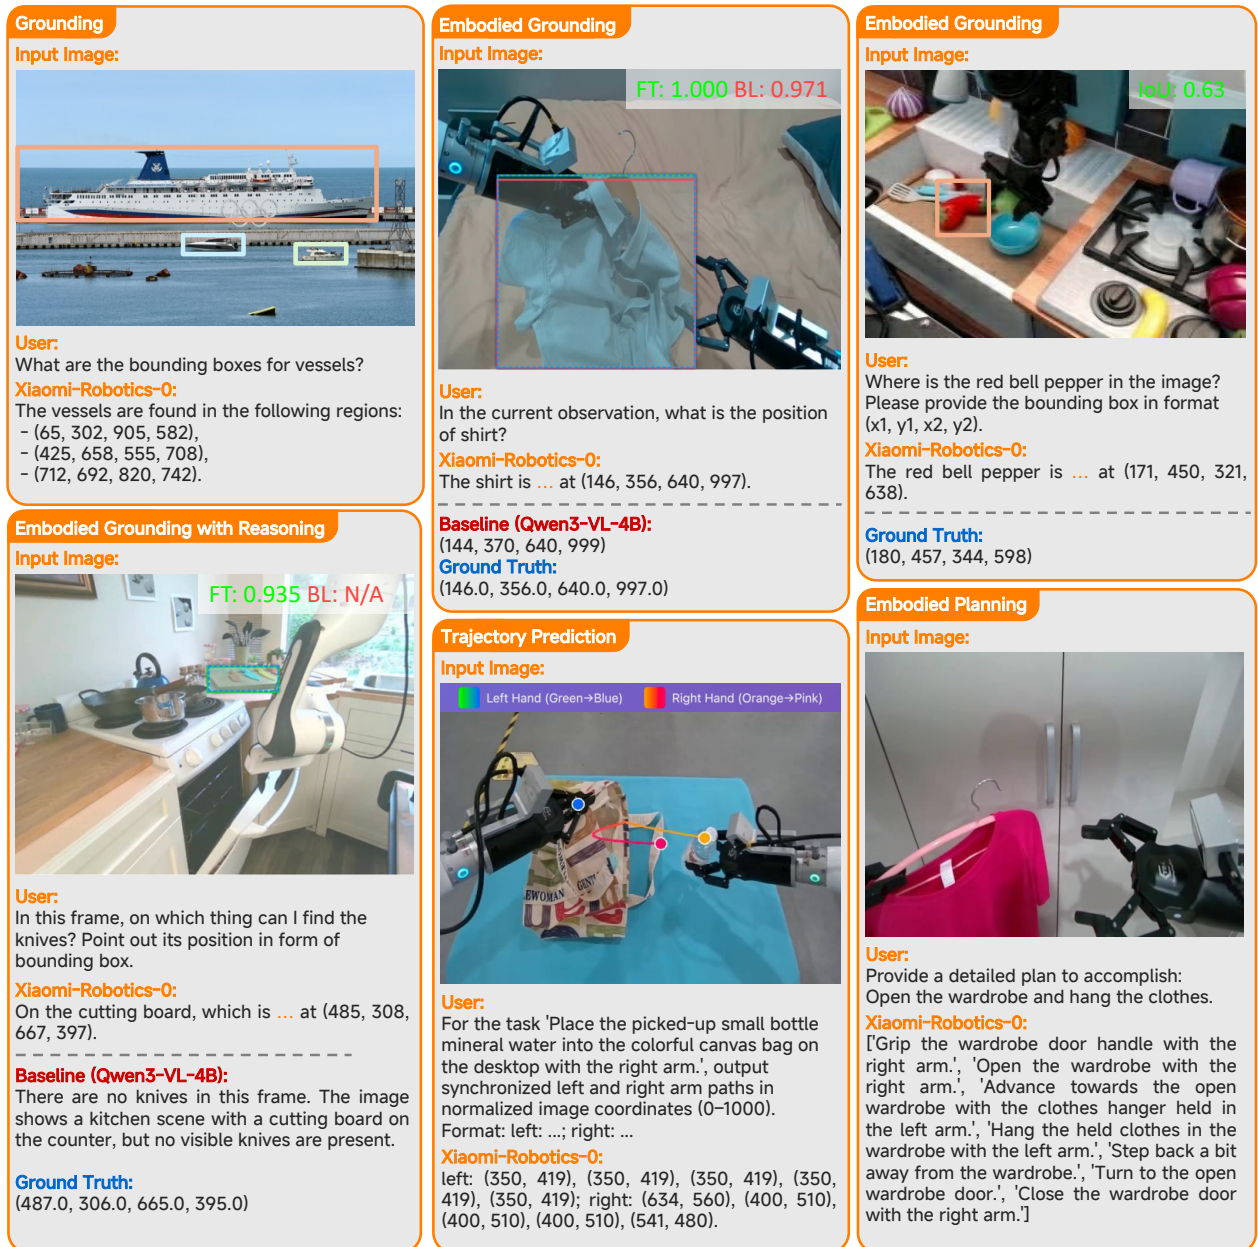 Grounding
Input Image:
User:
What are the bounding boxes for vessels?
Xiaomi-Robotics-0:
The vessels are found in the following regions:
- (65, 302, 905, 582),
- (425, 658, 555, 708),
- (712, 692, 820, 742).
Embodied Grounding with Reasoning
Input Image:
FT: 0.935 BL: N/A
User:
In this frame, on which thing can I find the
knives? Point out its position in form of
bounding box.
Xiaomi-Robotics-0:
On the cutting board, which is ... at (485, 308,
667, 397).
Baseline (Qwen3-VL-4B):
There are no knives in this frame. The image
shows a kitchen scene with a cutting board on
the counter, but no visible knives are present.
Ground Truth:
(487.0, 306.0, 665.0, 395.0)
Embodied Grounding
Input Image:
FT: 1.000 BL: 0.971
User:
In the current observation, what is the position
of shirt?
Xiaomi-Robotics-0:
The shirt is ... at (146, 356, 640, 997).
Baseline (Qwen3-VL-4B):
(144, 370, 640, 999)
Ground Truth:
(146.0, 356.0, 640.0, 997.0)
Trajectory Prediction
Input Image:
Left Hand (Green→Blue) Right Hand (Orange→Pink)
EWOMAN GENTL
User:
For the task 'Place the picked-up small bottle
mineral water into the colorful canvas bag on
the desktop with the right arm.', output
synchronized left and right arm paths in
normalized image coordinates (0–1000).
Format: left: ...; right: ...
Xiaomi-Robotics-0:
left: (350, 419), (350, 419), (350, 419), (350,
419), (350, 419); right: (634, 560), (400, 510),
(400, 510), (400, 510), (541, 480).
Embodied Grounding
Input Image:
IoU: 0.63
User:
Where is the red bell pepper in the image?
Please provide the bounding box in format
(x1, y1, x2, y2).
Xiaomi-Robotics-0:
The red bell pepper is ... at (171, 450, 321,
638).
Ground Truth:
(180, 457, 344, 598)
Embodied Planning
Input Image:
User:
Provide a detailed plan to accomplish:
Open the wardrobe and hang the clothes.
Xiaomi-Robotics-0:
['Grip the wardrobe door handle with the
right arm.', 'Open the wardrobe with the
right arm.', 'Advance towards the open
wardrobe with the clothes hanger held in
the left arm.', 'Hang the held clothes in the
wardrobe with the left arm.', 'Step back a bit
away from the wardrobe.', 'Turn to the open
wardrobe door.', 'Close the wardrobe door
with the right arm.']